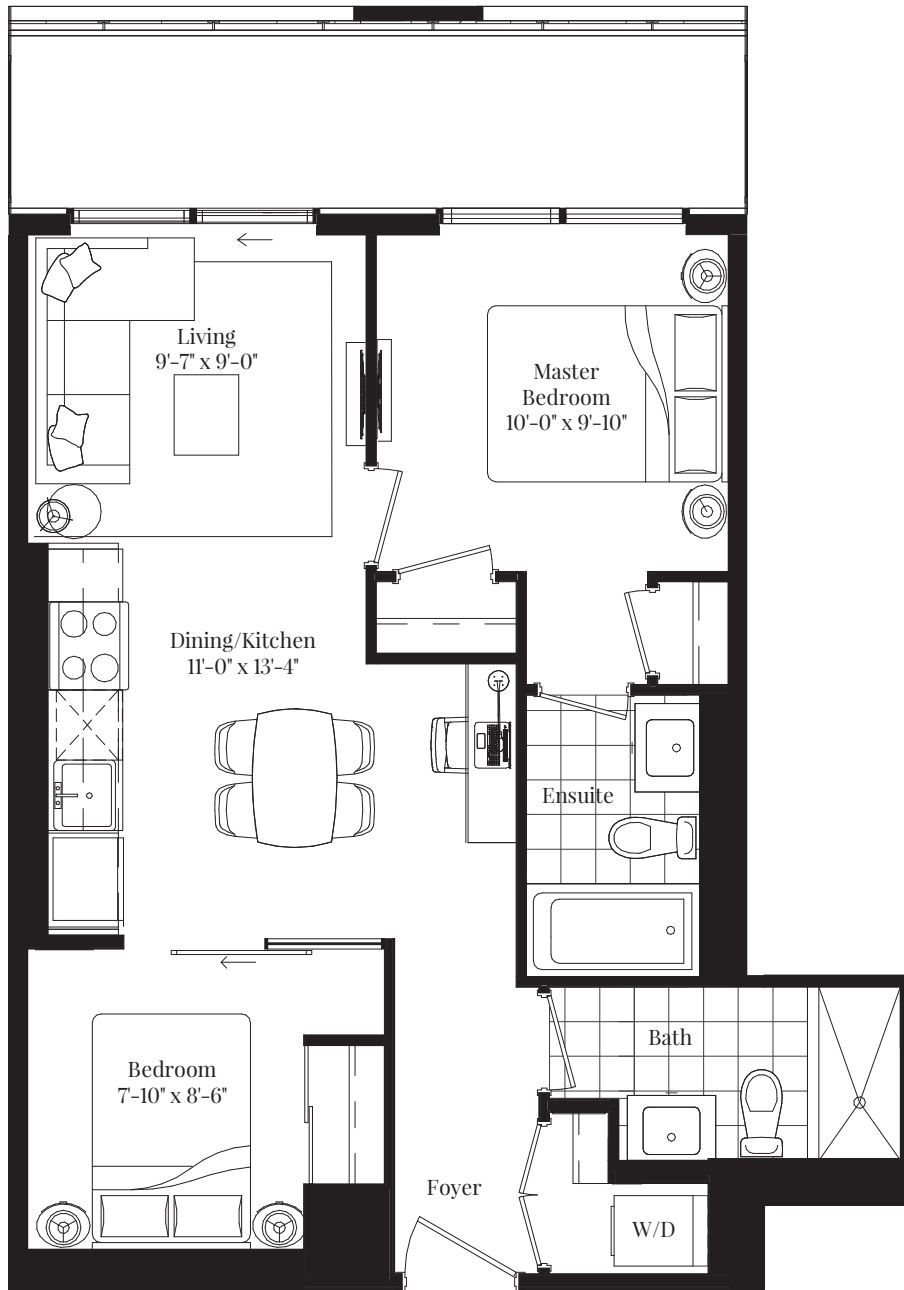 Living
9'-7" x 9'-0"
Master
Bedroom
10'-0" x 9'-10"
Dining/Kitchen
11'-0" x 13'-4"
Ensuite
Bath
Bedroom
7'-10" x 8'-6"
Foyer
W/D